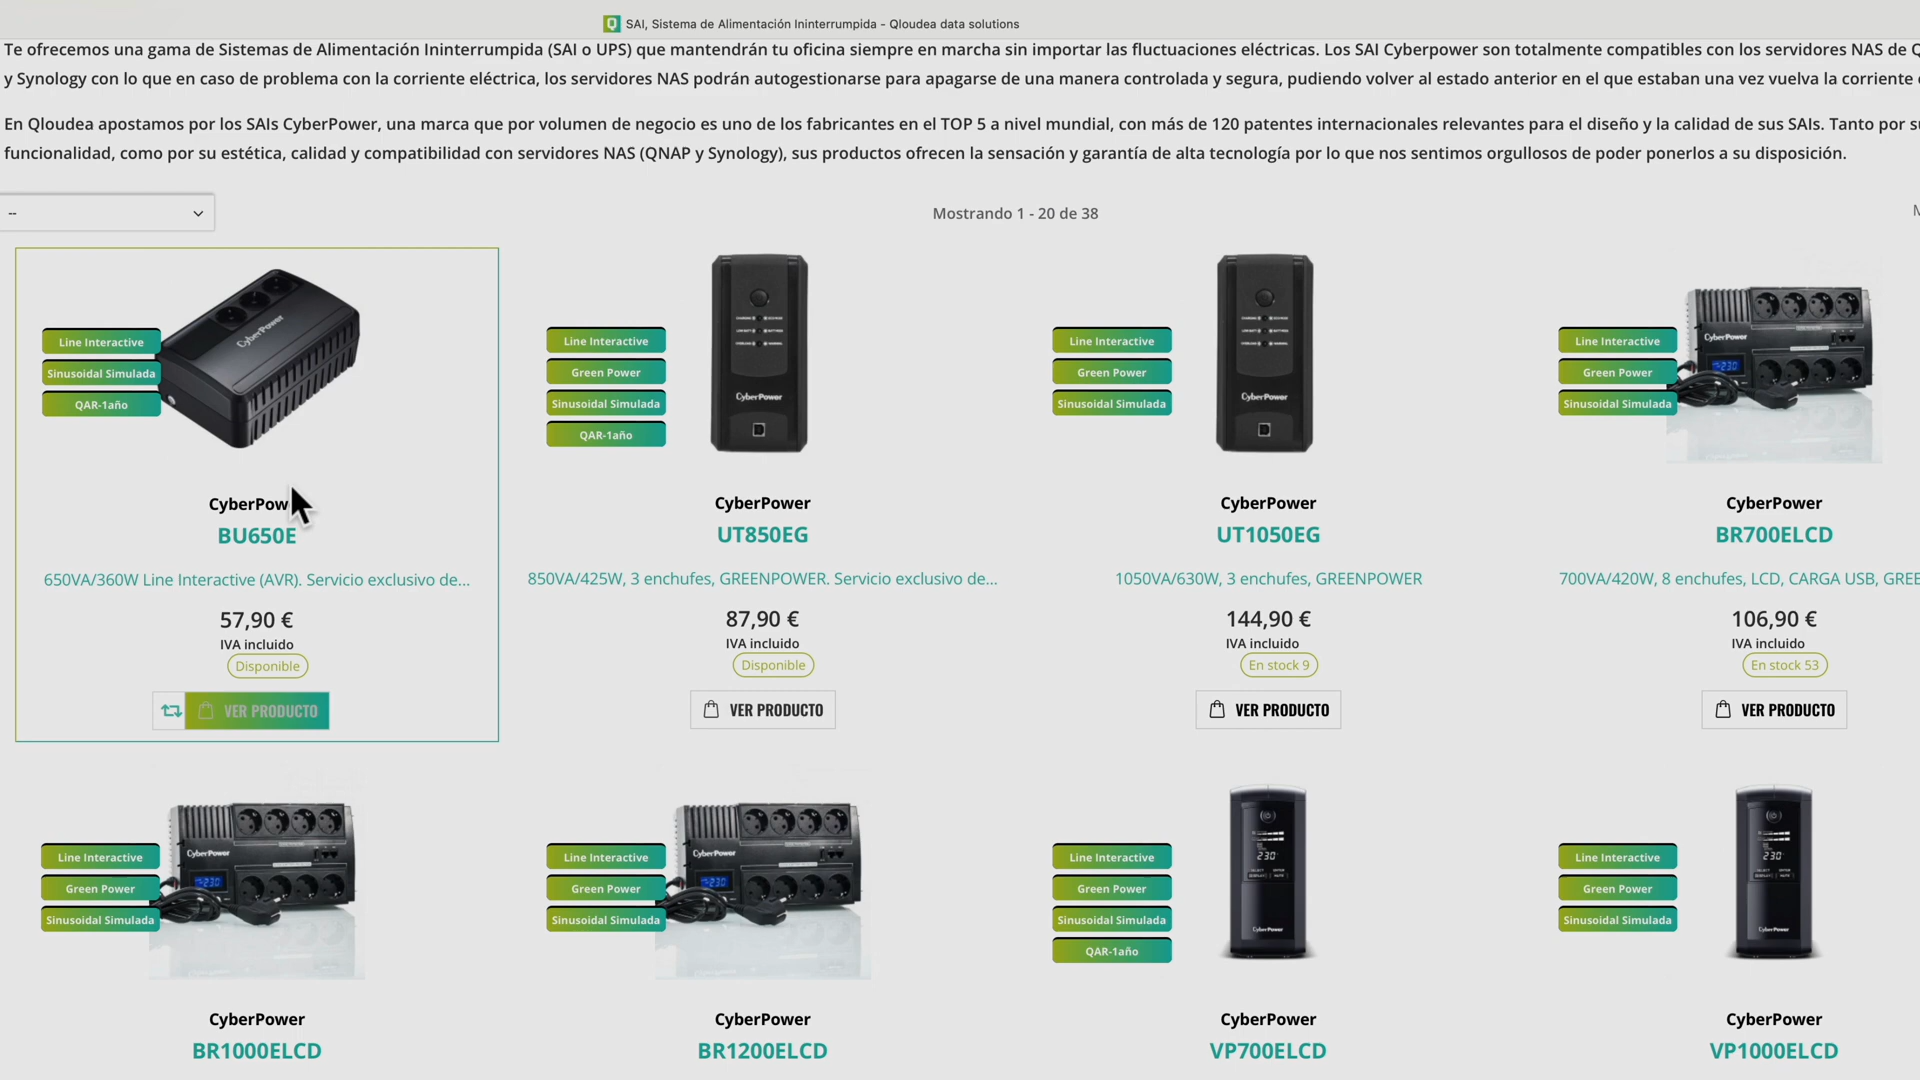 SAI, Sistema de Alimentación Ininterrumpida - Qloudea data solutions
Te ofrecemos una gama de Sistemas de Alimentación Ininterrumpida (SAI o UPS) que mantendrán tu oficina siempre en marcha sin importar las fluctuaciones eléctricas. Los SAI Cyberpower son totalmente compatibles con los servidores NAS de Q
y Synology con lo que en caso de problema con la corriente eléctrica, los servidores NAS podrán autogestionarse para apagarse de una manera controlada y segura, pudiendo volver al estado anterior en el que estaban una vez vuelva la corriente
En Qloudea apostamos por los SAIs CyberPower, una marca que por volumen de negocio es uno de los fabricantes en el TOP 5 a nivel mundial, con más de 120 patentes internacionales relevantes para el diseño y la calidad de sus SAIs. Tanto por su
funcionalidad, como por su estética, calidad y compatibilidad con servidores NAS (QNAP y Synology), sus productos ofrecen la sensación y garantía de alta tecnología por lo que nos sentimos orgullosos de poder ponerlos a su disposición.
--
Mostrando 1 - 20 de 38
Line Interactive
Sinusoidal Simulada
QAR-1año
CyberPower
CyberPow
BU650E
650VA/360W Line Interactive (AVR). Servicio exclusivo de...
57,90 €
IVA incluido
Disponible
VER PRODUCTO
Line Interactive
Green Power
Sinusoidal Simulada
QAR-1año
CyberPower
CyberPower
UT850EG
850VA/425W, 3 enchufes, GREENPOWER. Servicio exclusivo de...
87,90 €
IVA incluido
Disponible
VER PRODUCTO
Line Interactive
Green Power
Sinusoidal Simulada
CyberPower
CyberPower
UT1050EG
1050VA/630W, 3 enchufes, GREENPOWER
144,90 €
IVA incluido
En stock 9
VER PRODUCTO
Line Interactive
Green Power
Sinusoidal Simulada
CyberPower
230
CyberPower
BR700ELCD
700VA/420W, 8 enchufes, LCD, CARGA USB, GREE
106,90 €
IVA incluido
En stock 53
VER PRODUCTO
Line Interactive
Green Power
Sinusoidal Simulada
CyberPower
230
CyberPower
BR1000ELCD
Line Interactive
Green Power
Sinusoidal Simulada
CyberPower
230
CyberPower
BR1200ELCD
Line Interactive
Green Power
Sinusoidal Simulada
QAR-1año
230
CyberPower
CyberPower
VP700ELCD
Line Interactive
Green Power
Sinusoidal Simulada
230
CyberPower
CyberPower
VP1000ELCD